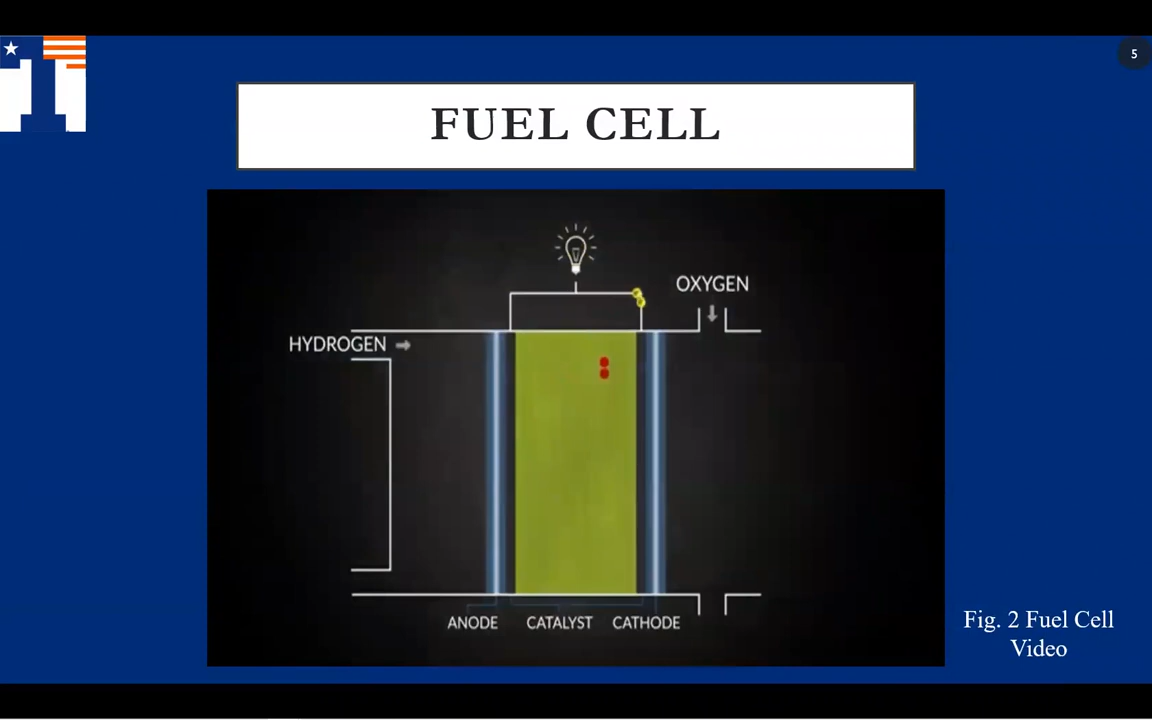 5
FUEL CELL
OXYGEN
HYDROGEN
ANODE CATALYST CATHODE
Fig. 2 Fuel Cell
Video